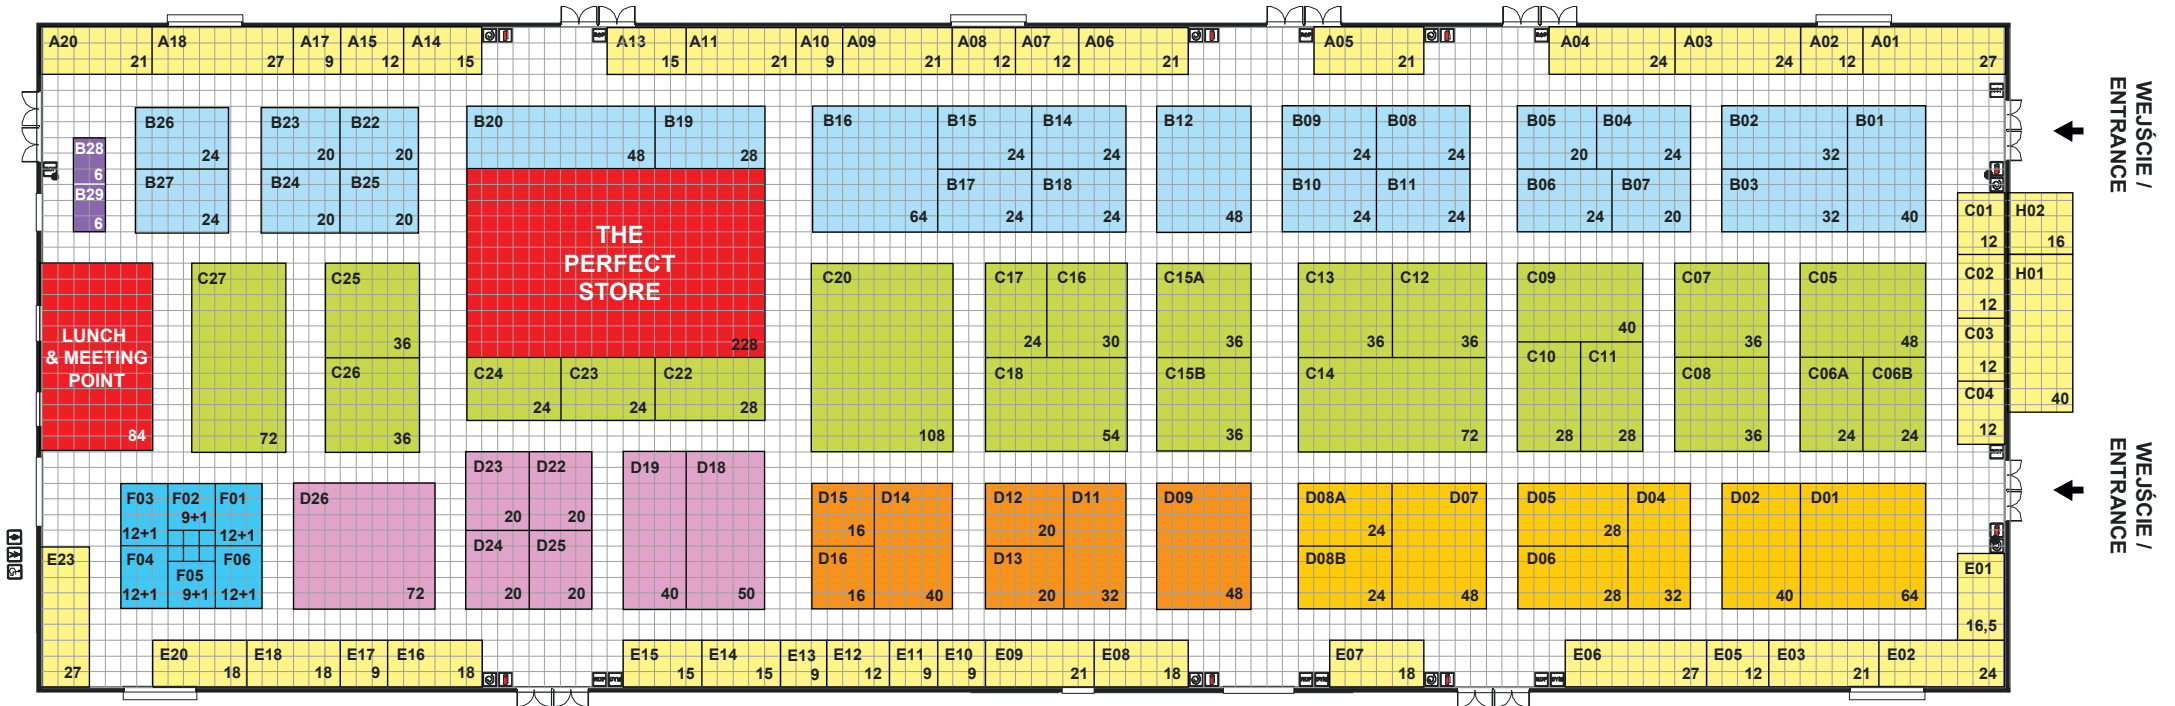 A20 A18 A17 A15 A14 A13 A11 A10 A09 A08 A07 A06 A05 A04 A03 A02 A01
21 27 9 12 15 15 21 9 21 12 12 21 21 24 24 12 27
B26 B23 B22 B20 B19 B16 B15 B14 B12 B09 B08 B05 B04 B02 B01
B28
24 20 20 48 28 24 24 24 24 20 24 32
6
B27 B24 B25 B17 B18 B10 B11 B06 B07 B03
B29
24 20 20 64 24 24 48 24 24 24 20 32 40
6
THE
PERFECT
STORE
228
C01 H02
12 16
C02 H01
12
C03
12
C04 40
12
C27 C25 C20 C17 C16 C15A C13 C12 C09 C07 C05
LUNCH
& MEETING
POINT
84
36 24 30 36 36 36 40 36 48
C26 C24 C23 C22 C18 C15B C14 C10 C11 C08 C06A C06B
24 24 28
72 36 108 54 36 72 28 28 36 24 24
D23 D22 D19 D18
F03 F02 F01 D26 D15 D14 D12 D11 D09 D08A D07 D05 D04 D02 D01
9+1
12+1 12+1 20 20 16 20 24 28
F04 F06 D24 D25 D16 D13 D08B D06
F05
12+1 9+1 12+1 72 20 20 40 50 16 40 20 32 48 24 48 28 32 40 64
E23 E01
27 16,5
E20 E18 E17 E16 E15 E14 E13 E12 E11 E10 E09 E08 E07 E06 E05 E03 E02
18 18 9 18 15 15 9 12 9 9 21 18 18 27 12 21 24
WEJŚCIE /
ENTRANCE
WEJŚCIE /
ENTRANCE